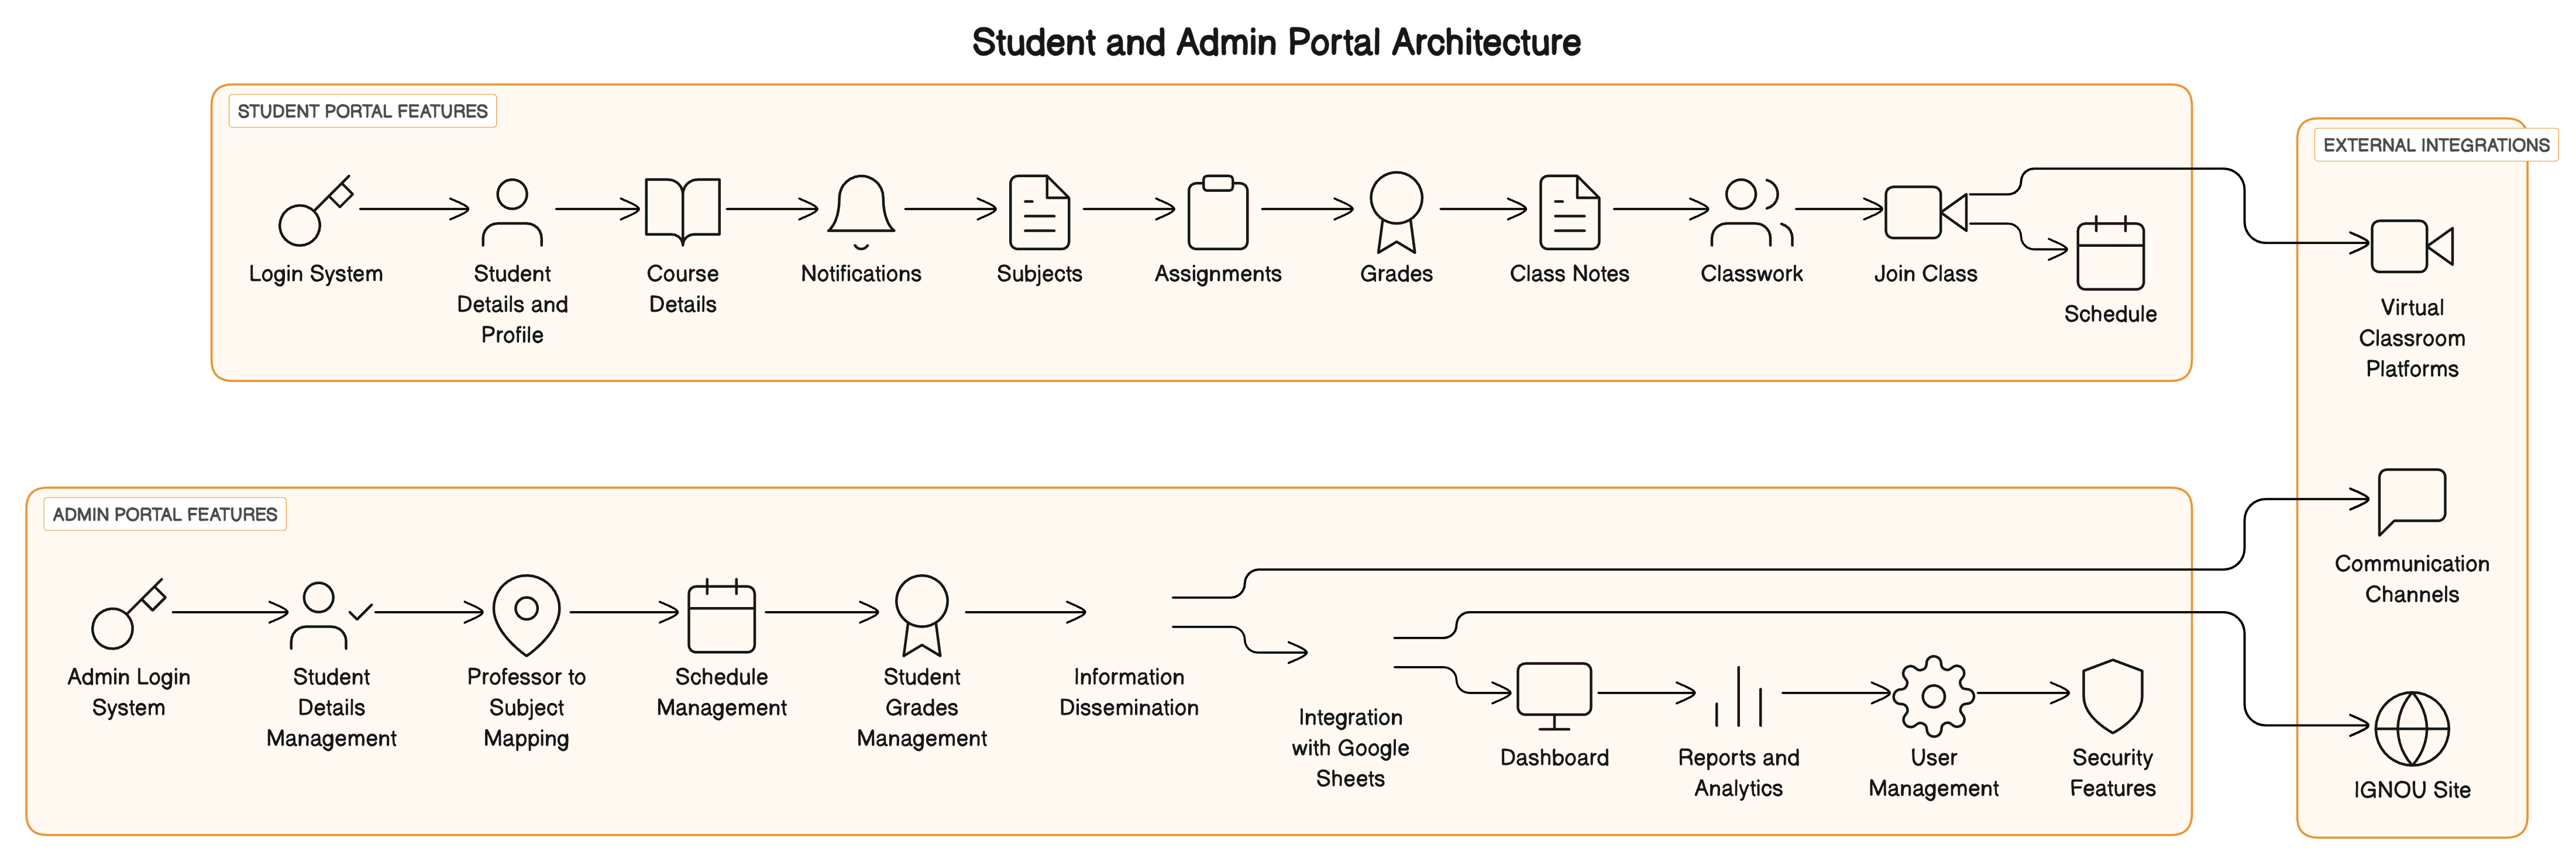 Student and Admin Portal Architecture
STUDENT PORTAL FEATURES
EXTERNAL INTEGRATIONS
Login System
Student
Details and
Profile
Course
Details
Notifications
Subjects
Assignments
Grades
Class Notes
Classwork
Join Class
Schedule
Virtual
Classroom
Platforms
ADMIN PORTAL FEATURES
Communication
Channels
Admin Login
System
Student
Details
Management
Professor to
Subject
Mapping
Schedule
Management
Student
Grades
Management
Information
Dissemination
Integration
with Google
Sheets
Dashboard
Reports and
Analytics
User
Management
Security
Features
IGNOU Site